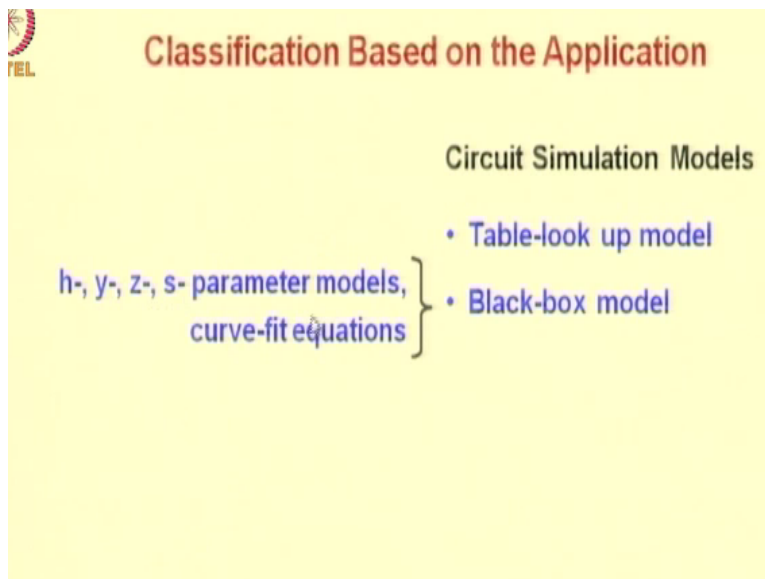 TEL
Classification Based on the Application
Circuit Simulation Models
• Table-look up model
h-, y-, z-, s- parameter models,
curve-fit equations
• Black-box model